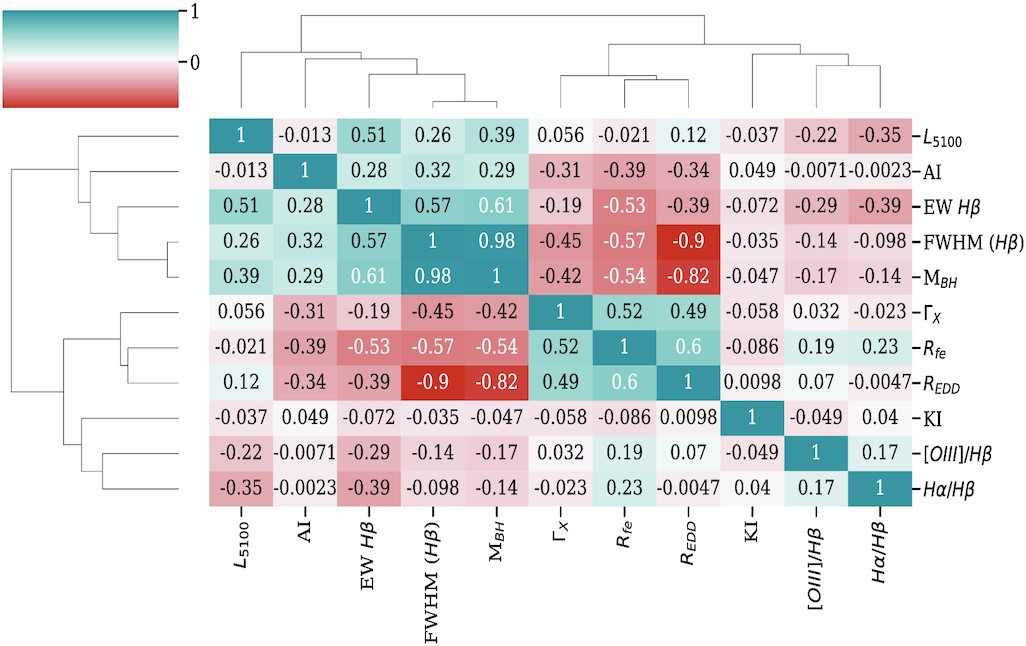 1
0
1 -0.013 0.51 0.26 0.39 0.056 -0.021 0.12 -0.037 -0.22 -0.35 L5100
-0.013 1 0.28 0.32 0.29 -0.31 -0.39 -0.34 0.049 -0.0071 -0.0023 AI
0.51 0.28 1 0.57 0.61 -0.19 -0.53 -0.39 -0.072 -0.29 -0.39 EW Hβ
0.26 0.32 0.57 1 0.98 -0.45 -0.57 -0.9 -0.035 -0.14 -0.098 FWHM (Hβ)
0.39 0.29 0.61 0.98 1 -0.42 -0.54 -0.82 -0.047 -0.17 -0.14 MBH
0.056 -0.31 -0.19 -0.45 -0.42 1 0.52 0.49 -0.058 0.032 -0.023 ΓX
-0.021 -0.39 -0.53 -0.57 -0.54 0.52 1 0.6 -0.086 0.19 0.23 Rfe
0.12 -0.34 -0.39 -0.9 -0.82 0.49 0.6 1 0.0098 0.07 -0.0047 REDD
-0.037 0.049 -0.072 -0.035 -0.047 -0.058 -0.086 0.0098 1 -0.049 0.04 KI
-0.22 -0.0071 -0.29 -0.14 -0.17 0.032 0.19 0.07 -0.049 1 0.17 [OIII]/Hβ
-0.35 -0.0023 -0.39 -0.098 -0.14 -0.023 0.23 -0.0047 0.04 0.17 1 Hα/Hβ
L5100
AI
EW Hβ
FWHM (Hβ)
MBH
ΓX
Rfe
REDD
KI
[OIII]/Hβ
Hα/Hβ